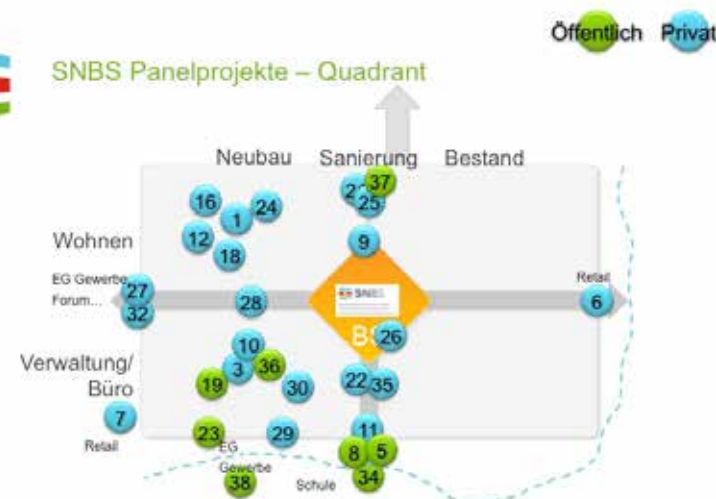 Öffentlich Privat
SNBS Panelprojekte – Quadrant
Neubau Sanierung Bestand
37
16 24 25
1
12 18 9
Wohnen
EG Gewerbe
Forum...
27
32
28
SNBS
Retail
6
BS
26
10
3 36
19 30
22 35
Verwaltung/
Büro
7
Retail
23
29
11
EG
Gewerbe
8 5
38
Schule
34